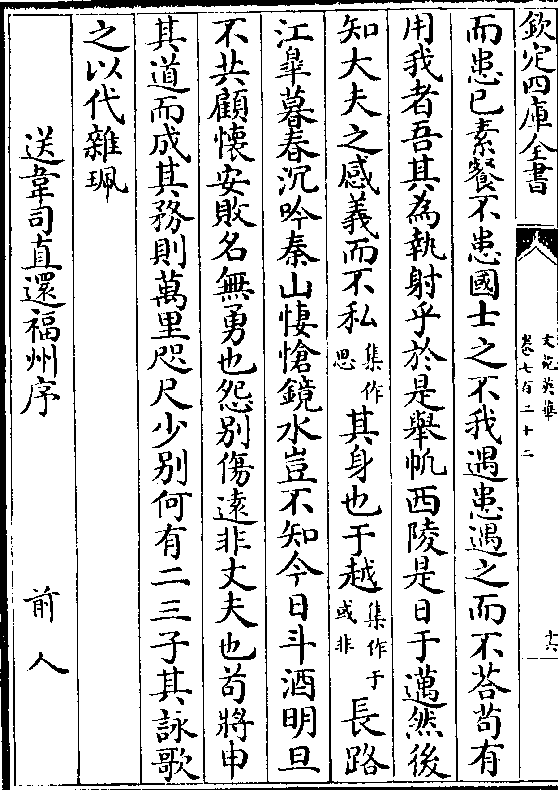 欽定四庫全書
文苑英華
卷七百二十二
十六
而患已素餐不患國士之不我遇患遇之而不荅苟有
用我者吾其為執射乎於是舉帆西陵是日于邁然後
知大夫之感義而不私集作思其身也于越集作于或非長路
江臯暮春沉吟秦山悽愴鏡水豈不知今日斗酒明旦
不共顧懷安敗名無勇也怨别傷逺非丈夫也苟將申
其道而成其務則萬里咫尺少别何有二三子其詠歌
之以代雜珮
送韋司直還福州序 前人